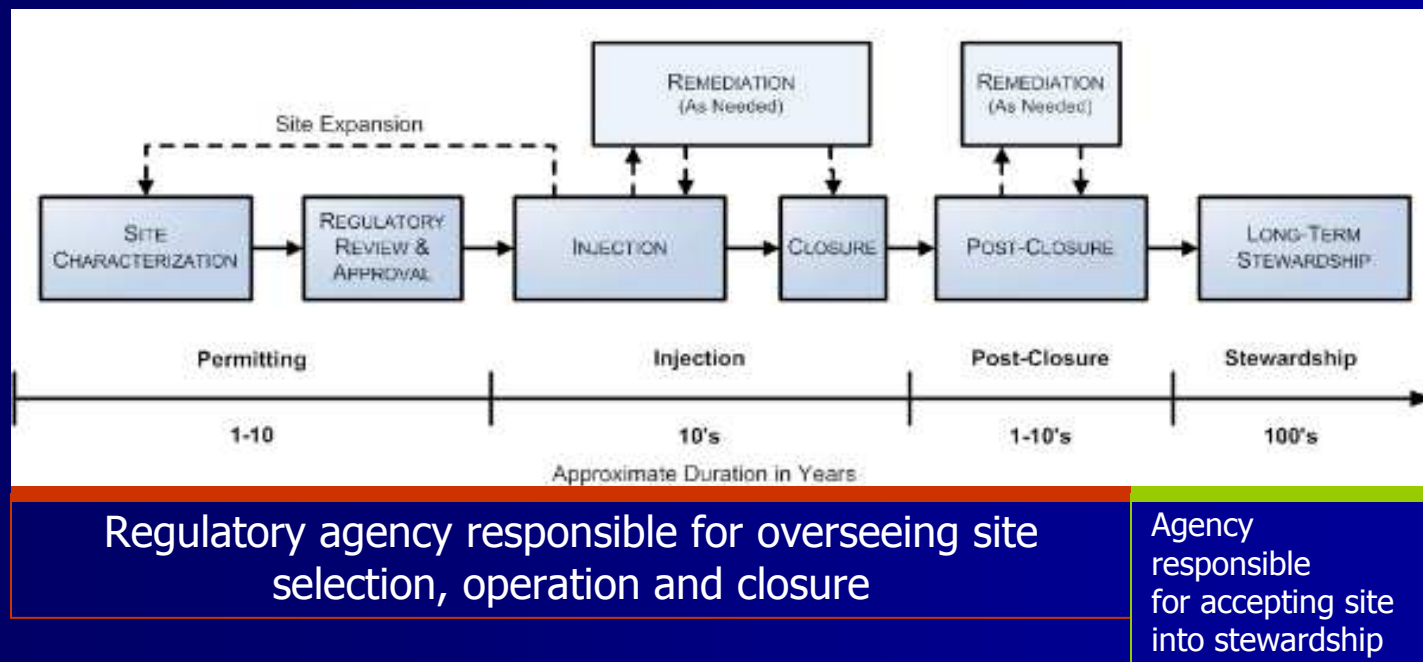 REMEDIATION
(As Needed)
REMEDIATION
(As Needed)
Site Expansion
SITE
CHARACTERIZATION
REGULATORY
REVIEW &
APPROVAL
INJECTION
CLOSURE
POST-CLOSURE
LONG-TERM
STEWARDSHIP
Permitting
Injection
Post-Closure
Stewardship
1-10
10's
1-10's
100's
Approximate Duration in Years
Regulatory agency responsible for overseeing site
selection, operation and closure
Agency
responsible
for accepting site
into stewardship